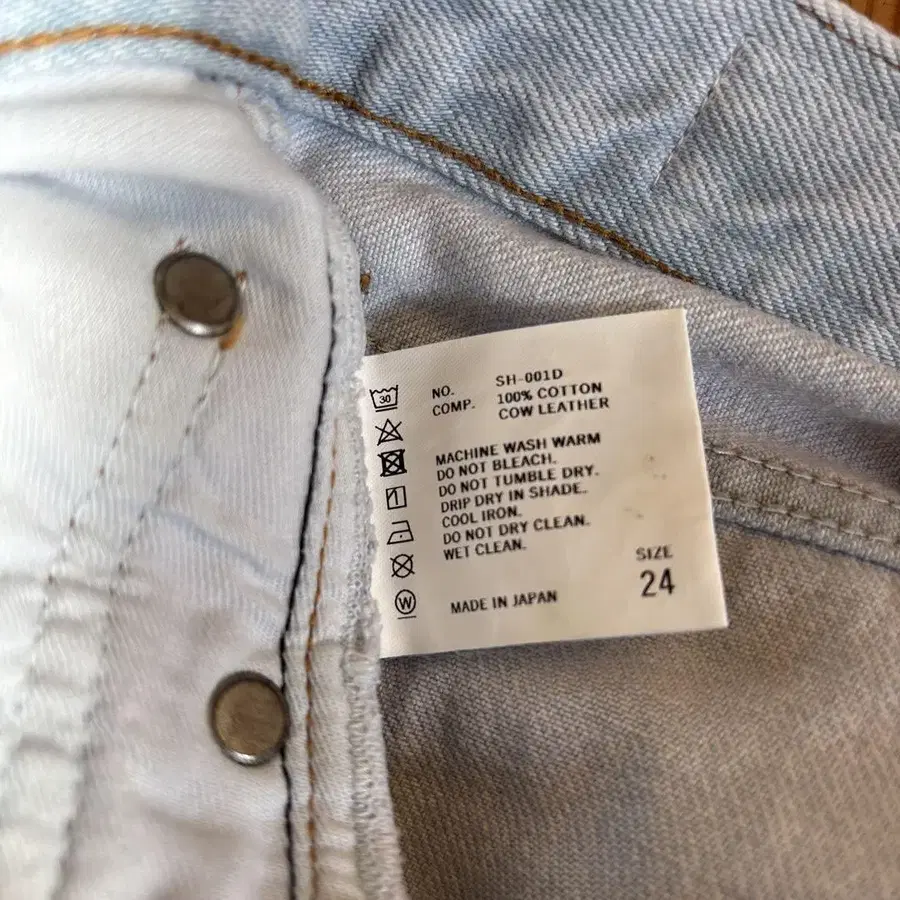 NO. SH-001D
COMP. 100% COTTON
COW LEATHER
30
MACHINE WASH WARM
DO NOT BLEACH.
DO NOT TUMBLE DRY.
DRIP DRY IN SHADE.
COOL IRON.
DO NOT DRY CLEAN.
WET CLEAN.
W
MADE IN JAPAN
SIZE
24